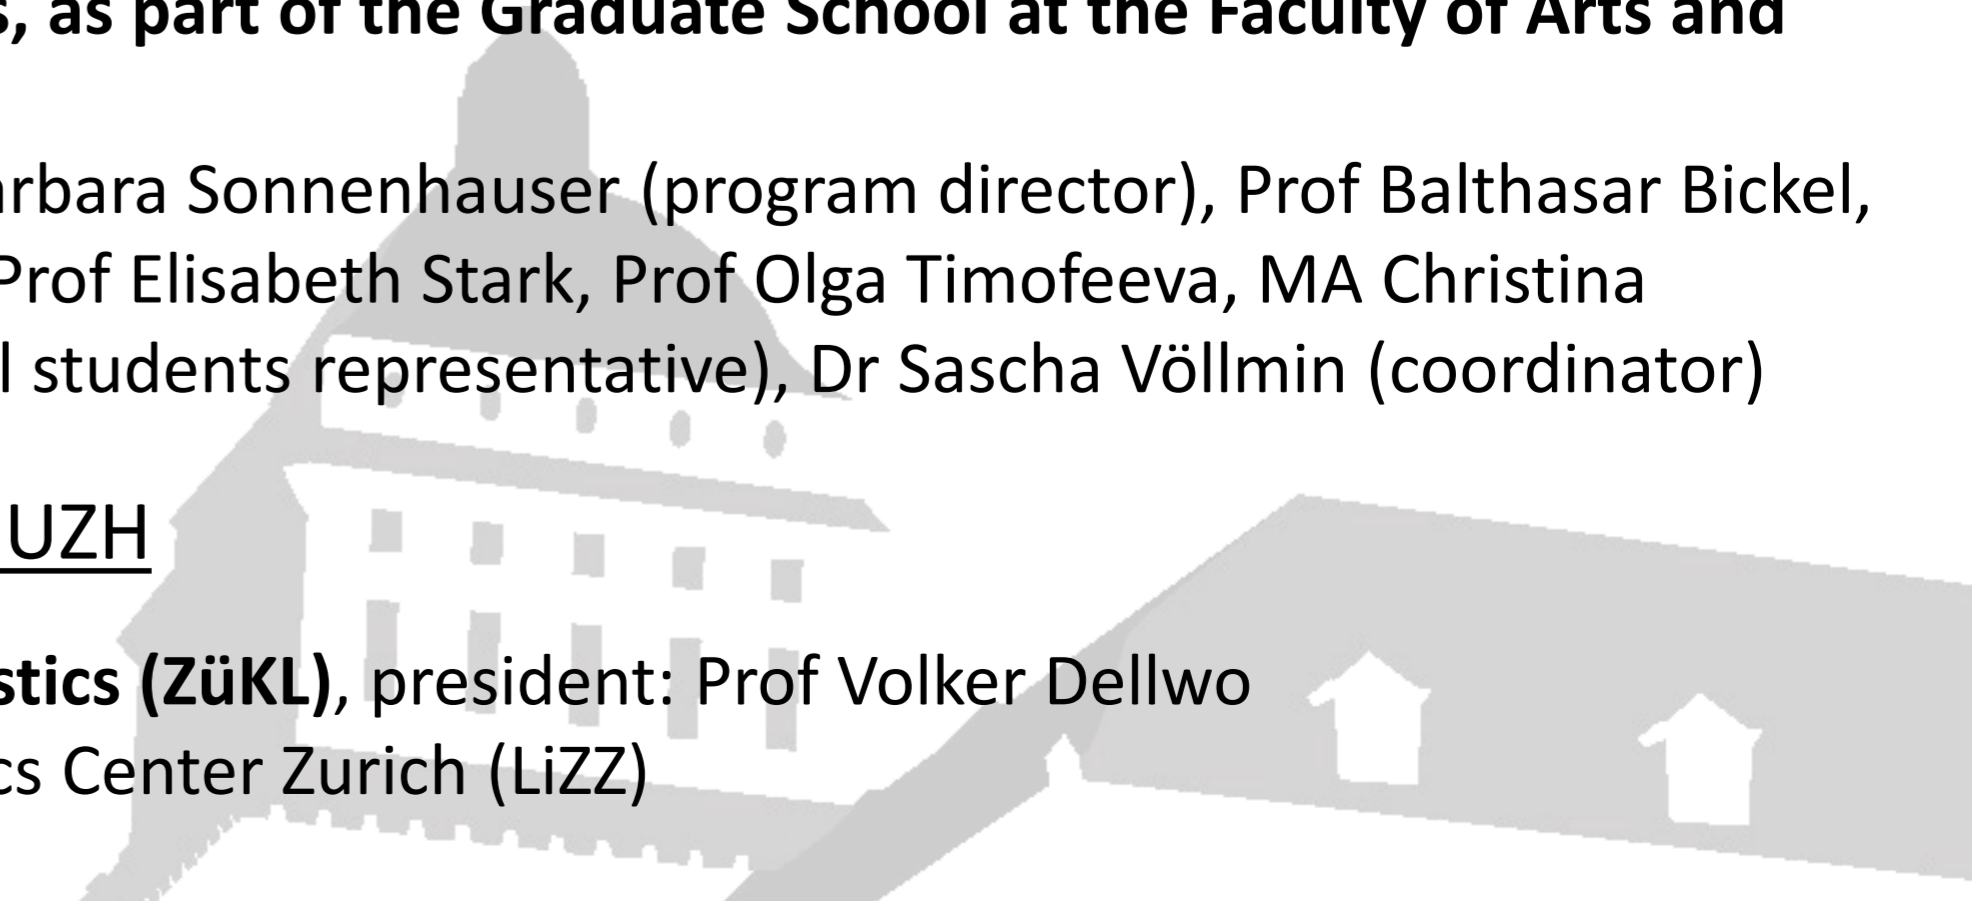 s, as part of the Graduate School at the Faculty of Arts and
arbara Sonnenhauser (program director), Prof Balthasar Bickel,
Prof Elisabeth Stark, Prof Olga Timofeeva, MA Christina
l students representative), Dr Sascha Völlmin (coordinator)
UZH
stics (ZüKL), president: Prof Volker Dellwo
cs Center Zurich (LiZZ)